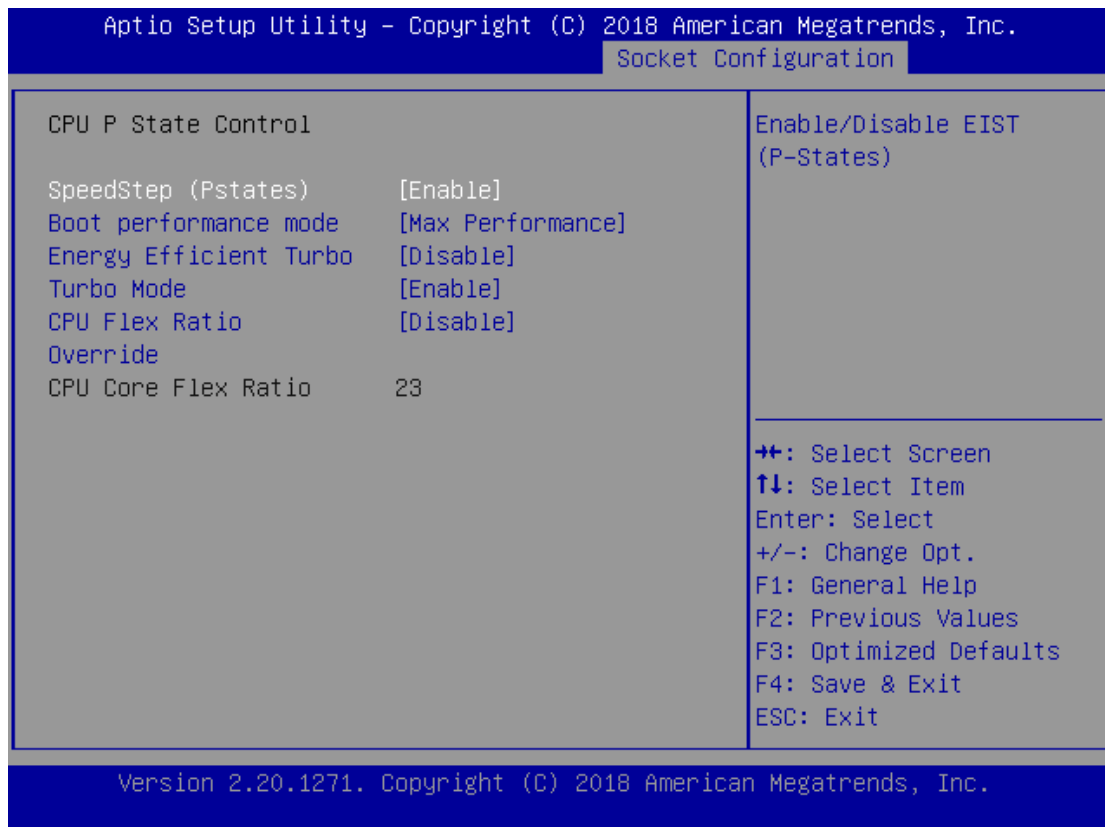 Aptio Setup Utility – Copyright (C) 2018 American Megatrends, Inc.
Socket Configuration
CPU P State Control
SpeedStep (Pstates) [Enable]
Boot performance mode [Max Performance]
Energy Efficient Turbo [Disable]
Turbo Mode [Enable]
CPU Flex Ratio [Disable]
Override
CPU Core Flex Ratio 23
Enable/Disable EIST
(P-States)
→←: Select Screen
↑↓: Select Item
Enter: Select
+/-: Change Opt.
F1: General Help
F2: Previous Values
F3: Optimized Defaults
F4: Save & Exit
ESC: Exit
Version 2.20.1271. Copyright (C) 2018 American Megatrends, Inc.